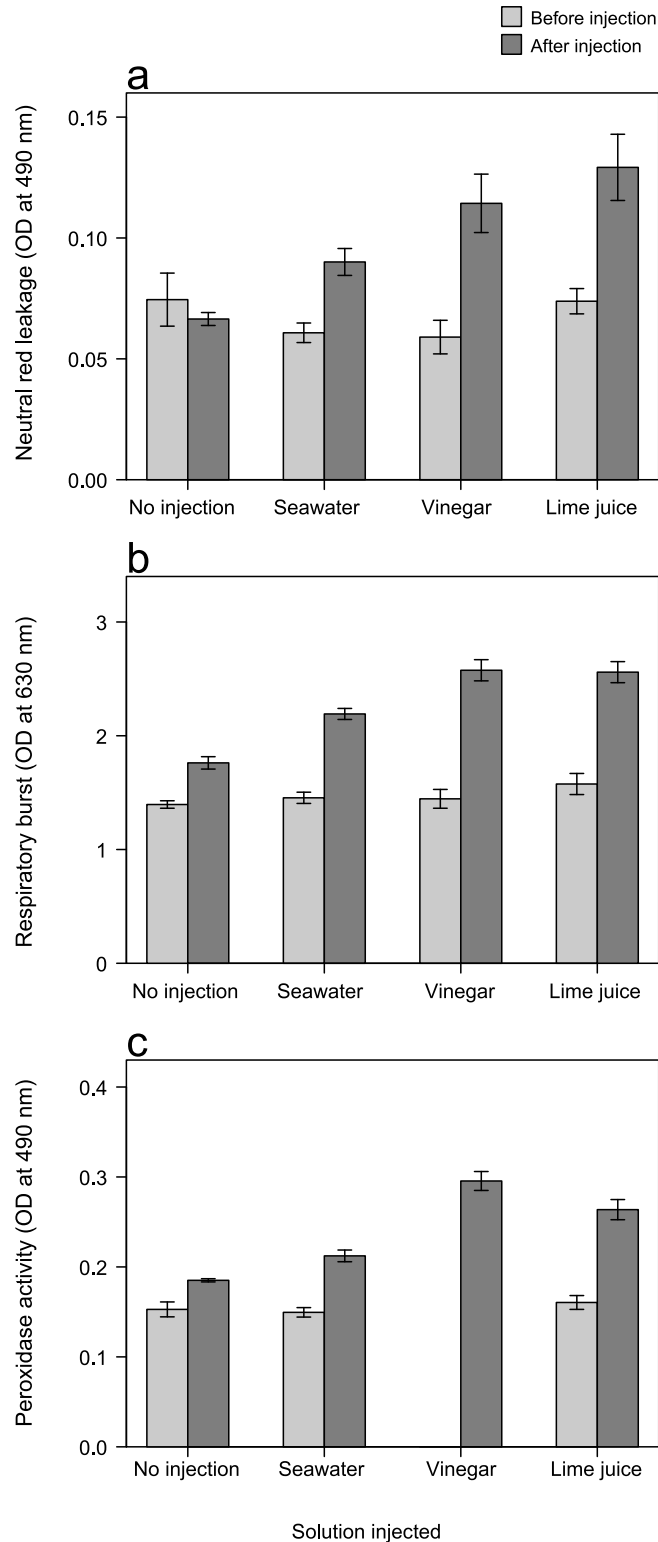 Before injection
After injection
a
Neutral red leakage (OD at 490 nm)
0.15
0.10
0.05
0.00
No injection Seawater Vinegar Lime juice
b
Respiratory burst (OD at 630 nm)
3
2
1
0
No injection Seawater Vinegar Lime juice
c
Peroxidase activity (OD at 490 nm)
0.4
0.3
0.2
0.1
0.0
No injection Seawater Vinegar Lime juice
Solution injected